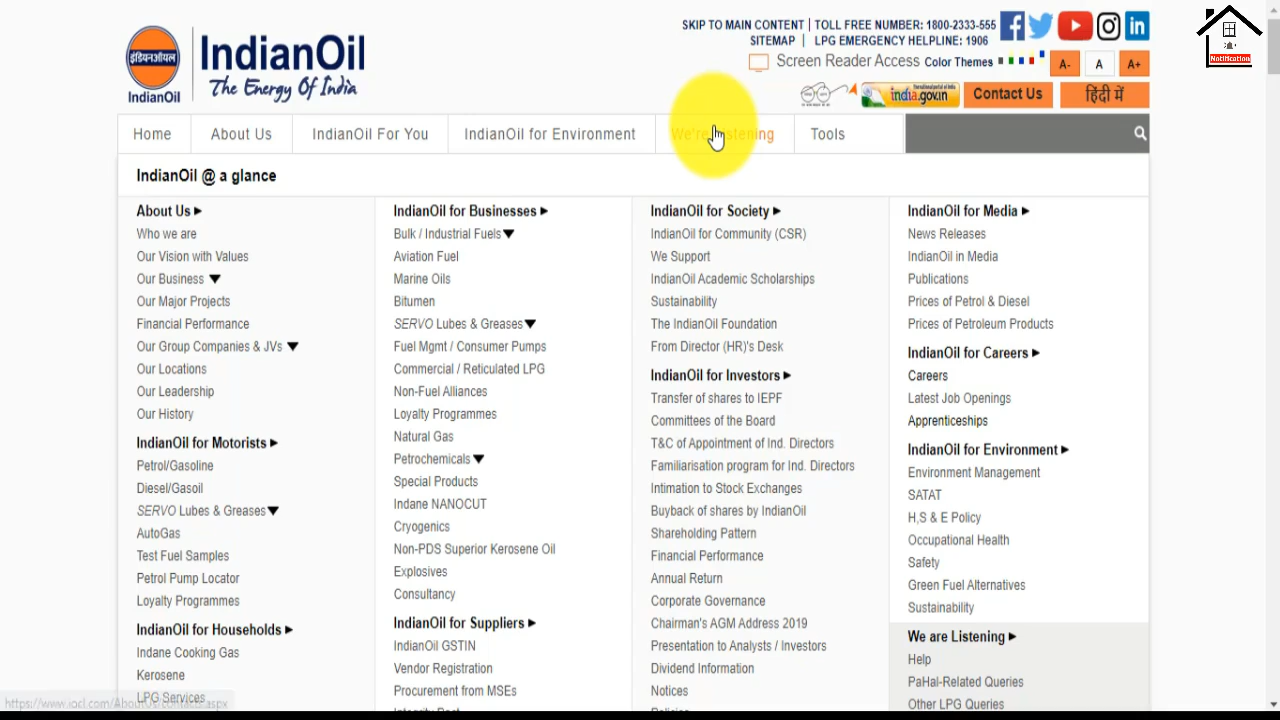 SKIP TO MAIN CONTENT | TOLL FREE NUMBER: 1800-2333-555
SITEMAP | LPG EMERGENCY HELPLINE: 1906
Screen Reader Access Color Themes A- A A+
india.gov.in Contact Us हिंदी में
Notification
इंडियनऑयल
IndianOil
IndianOil
The Energy Of India
Home About Us IndianOil For You IndianOil for Environment We're Listening Tools
IndianOil @ a glance
About Us
Who we are
Our Vision with Values
Our Business
Our Major Projects
Financial Performance
Our Group Companies & JVs
Our Locations
Our Leadership
Our History
IndianOil for Motorists
Petrol/Gasoline
Diesel/Gasoil
SERVO Lubes & Greases
AutoGas
Test Fuel Samples
Petrol Pump Locator
Loyalty Programmes
IndianOil for Households
Indane Cooking Gas
Kerosene
LPG Services
IndianOil for Businesses
Bulk / Industrial Fuels
Aviation Fuel
Marine Oils
Bitumen
SERVO Lubes & Greases
Fuel Mgmt / Consumer Pumps
Commercial / Reticulated LPG
Non-Fuel Alliances
Loyalty Programmes
Natural Gas
Petrochemicals
Special Products
Indane NANOCUT
Cryogenics
Non-PDS Superior Kerosene Oil
Explosives
Consultancy
IndianOil for Suppliers
IndianOil GSTIN
Vendor Registration
Procurement from MSEs
Integrity Pact
IndianOil for Society
IndianOil for Community (CSR)
We Support
IndianOil Academic Scholarships
Sustainability
The IndianOil Foundation
From Director (HR)'s Desk
IndianOil for Investors
Transfer of shares to IEPF
Committees of the Board
T&C of Appointment of Ind. Directors
Familiarisation program for Ind. Directors
Intimation to Stock Exchanges
Buyback of shares by IndianOil
Shareholding Pattern
Financial Performance
Annual Return
Corporate Governance
Chairman's AGM Address 2019
Presentation to Analysts / Investors
Dividend Information
Notices
Policies
IndianOil for Media
News Releases
IndianOil in Media
Publications
Prices of Petrol & Diesel
Prices of Petroleum Products
IndianOil for Careers
Careers
Latest Job Openings
Apprenticeships
IndianOil for Environment
Environment Management
SATAT
H,S & E Policy
Occupational Health
Safety
Green Fuel Alternatives
Sustainability
We are Listening
Help
PaHal-Related Queries
Other LPG Queries